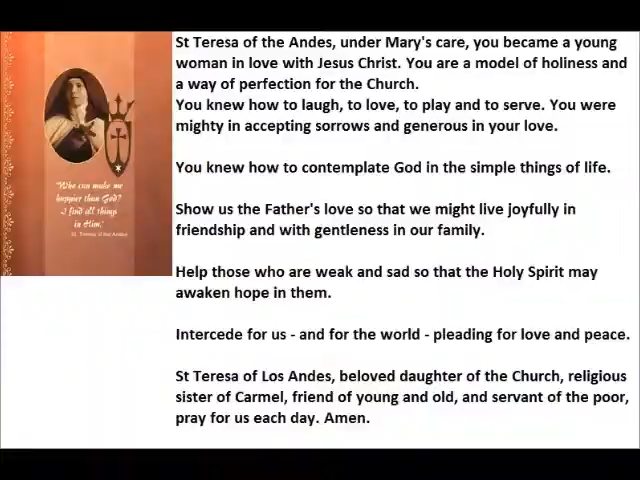 St Teresa of the Andes, under Mary's care, you became a young
woman in love with Jesus Christ. You are a model of holiness and
a way of perfection for the Church.
You knew how to laugh, to love, to play and to serve. You were
mighty in accepting sorrows and generous in your love.
You knew how to contemplate God in the simple things of life.
Show us the Father's love so that we might live joyfully in
friendship and with gentleness in our family.
Help those who are weak and sad so that the Holy Spirit may
awaken hope in them.
Intercede for us - and for the world - pleading for love and peace.
St Teresa of Los Andes, beloved daughter of the Church, religious
sister of Carmel, friend of young and old, and servant of the poor,
pray for us each day. Amen.
"Who can make me
happier than God?
I find all things
in Him."
St. Teresa of the Andes